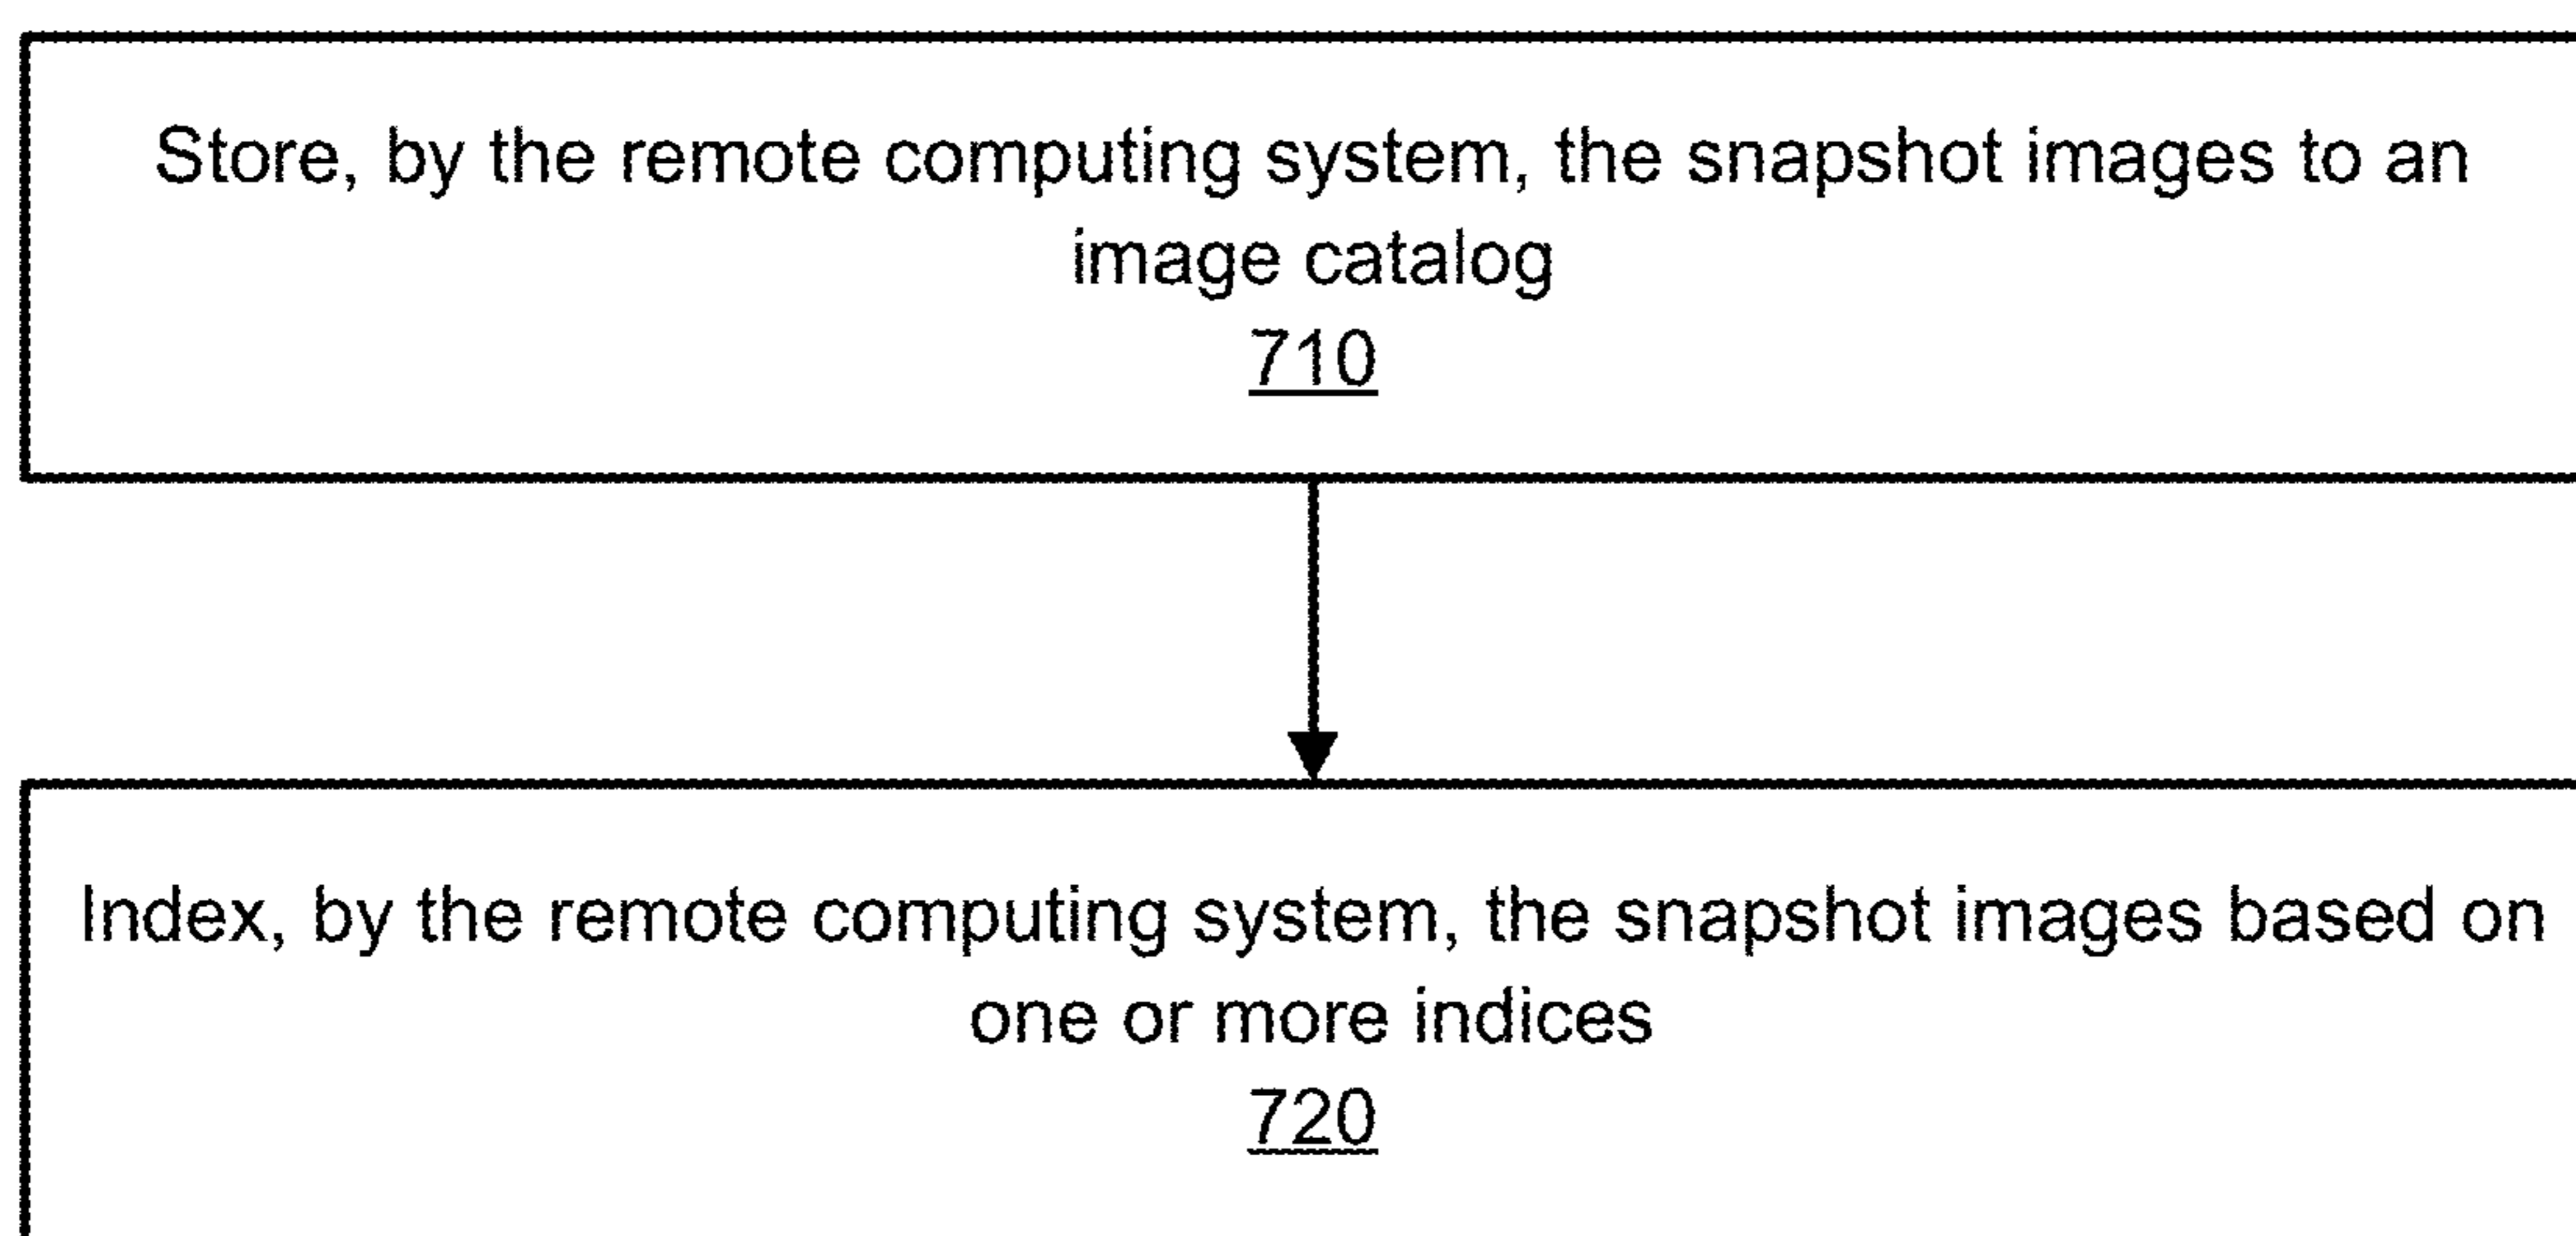 Store, by the remote computing system, the snapshot images to an
image catalog
710
Index, by the remote computing system, the snapshot images based on
one or more indices
720